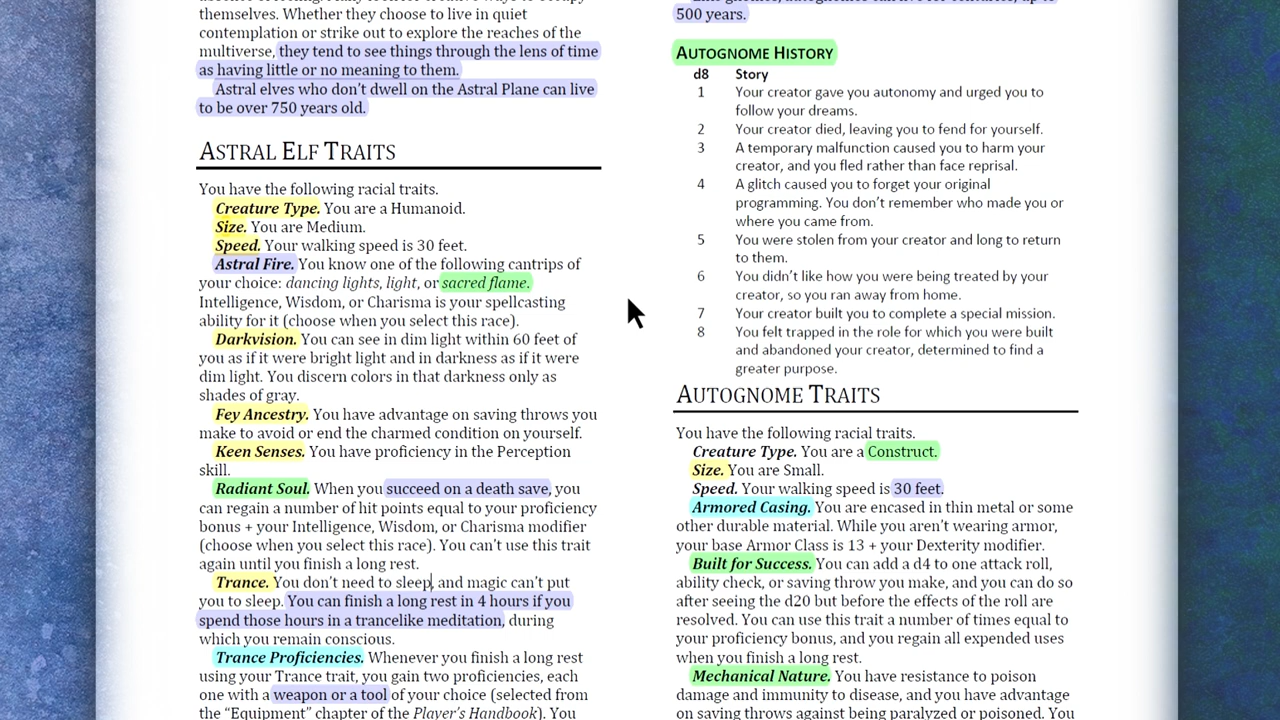 themselves. Whether they choose to live in quiet
contemplation or strike out to explore the reaches of the
multiverse, they tend to see things through the lens of time
as having little or no meaning to them.
Astral elves who don't dwell on the Astral Plane can live
to be over 750 years old.
ASTRAL ELF TRAITS
You have the following racial traits.
Creature Type. You are a Humanoid.
Size. You are Medium.
Speed. Your walking speed is 30 feet.
Astral Fire. You know one of the following cantrips of
your choice: dancing lights, light, or sacred flame.
Intelligence, Wisdom, or Charisma is your spellcasting
ability for it (choose when you select this race).
Darkvision. You can see in dim light within 60 feet of
you as if it were bright light and in darkness as if it were
dim light. You discern colors in that darkness only as
shades of gray.
Fey Ancestry. You have advantage on saving throws you
make to avoid or end the charmed condition on yourself.
Keen Senses. You have proficiency in the Perception
skill.
Radiant Soul. When you succeed on a death save, you
can regain a number of hit points equal to your proficiency
bonus + your Intelligence, Wisdom, or Charisma modifier
(choose when you select this race). You can't use this trait
again until you finish a long rest.
Trance. You don't need to sleep, and magic can't put
you to sleep. You can finish a long rest in 4 hours if you
spend those hours in a trancelike meditation, during
which you remain conscious.
Trance Proficiencies. Whenever you finish a long rest
using your Trance trait, you gain two proficiencies, each
one with a weapon or a tool of your choice (selected from
the "Equipment" chapter of the Player's Handbook). You
500 years.
AUTOGNOME HISTORY
d8 Story
1 Your creator gave you autonomy and urged you to
follow your dreams.
2 Your creator died, leaving you to fend for yourself.
3 A temporary malfunction caused you to harm your
creator, and you fled rather than face reprisal.
4 A glitch caused you to forget your original
programming. You don't remember who made you or
where you came from.
5 You were stolen from your creator and long to return
to them.
6 You didn't like how you were being treated by your
creator, so you ran away from home.
7 Your creator built you to complete a special mission.
8 You felt trapped in the role for which you were built
and abandoned your creator, determined to find a
greater purpose.
AUTOGNOME TRAITS
You have the following racial traits.
Creature Type. You are a Construct.
Size. You are Small.
Speed. Your walking speed is 30 feet.
Armored Casing. You are encased in thin metal or some
other durable material. While you aren't wearing armor,
your base Armor Class is 13 + your Dexterity modifier.
Built for Success. You can add a d4 to one attack roll,
ability check, or saving throw you make, and you can do so
after seeing the d20 but before the effects of the roll are
resolved. You can use this trait a number of times equal to
your proficiency bonus, and you regain all expended uses
when you finish a long rest.
Mechanical Nature. You have resistance to poison
damage and immunity to disease, and you have advantage
on saving throws against being paralyzed or poisoned. You